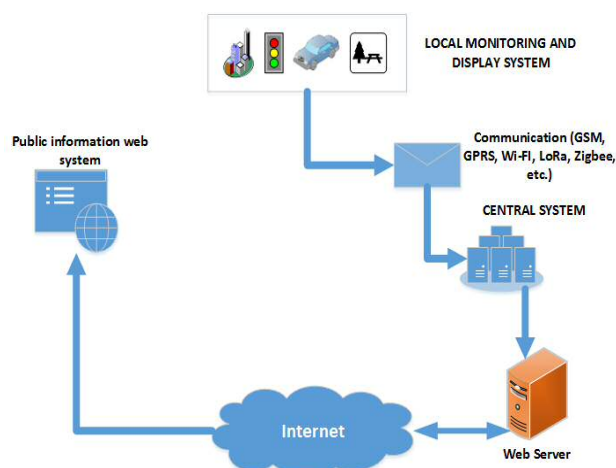 LOCAL MONITORING AND
DISPLAY SYSTEM
Public information web
system
Communication (GSM,
GPRS, Wi-FI, LoRa, Zigbee,
etc.)
CENTRAL SYSTEM
Internet
Web Server